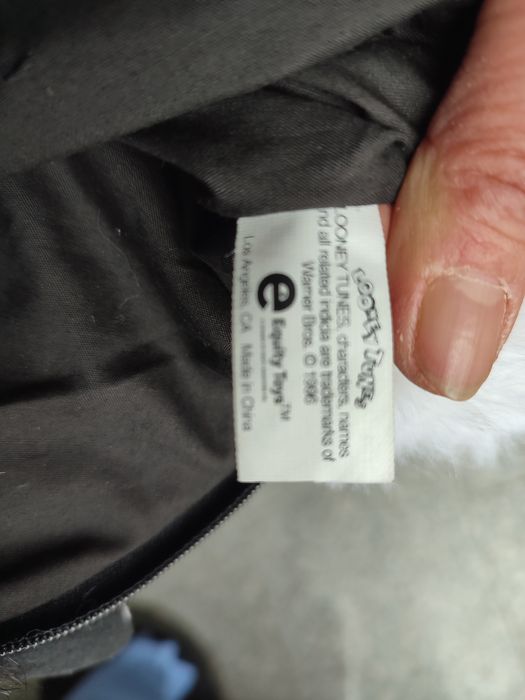 LOONEY TUNES
LOONEY TUNES, characters, names
and all related indicia are trademarks of
Warner Bros. © 1996
e Equity Toys™
Los Angeles, CA Made in China